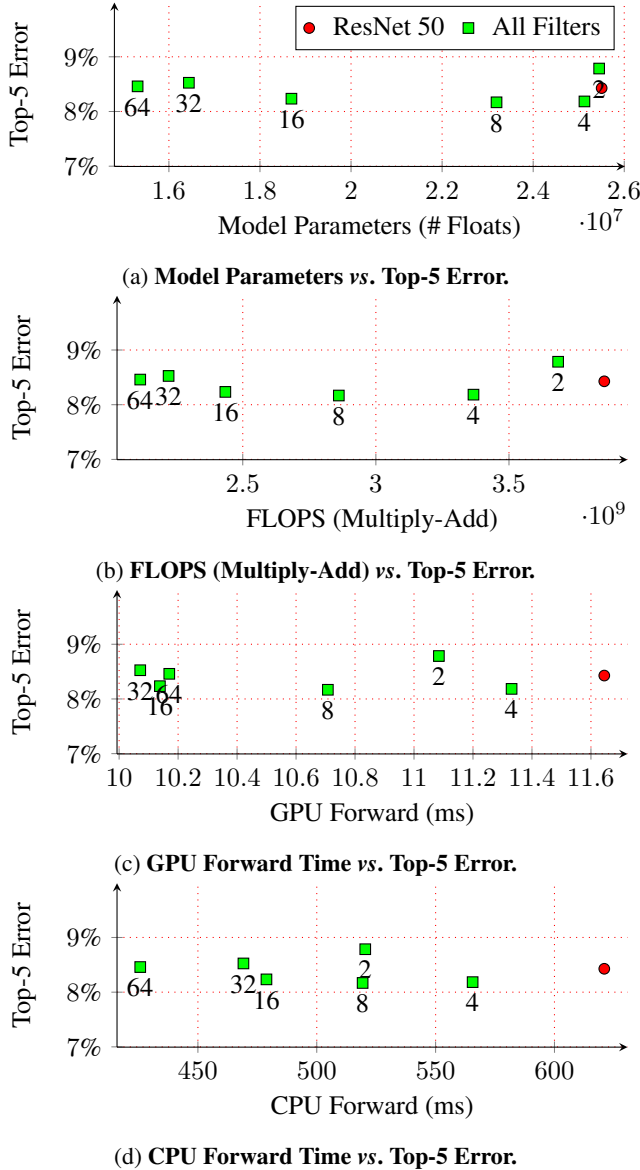 ResNet 50 All Filters
Top-5 Error
9%
8%
7%
64
32
16
8
4
2
1.6 1.8 2 2.2 2.4 2.6
·10⁷
Model Parameters (# Floats)
(a) Model Parameters vs. Top-5 Error.
Top-5 Error
9%
8%
7%
64
32
16
8
4
2
2.5 3 3.5
·10⁹
FLOPS (Multiply-Add)
(b) FLOPS (Multiply-Add) vs. Top-5 Error.
Top-5 Error
9%
8%
7%
32
16
64
8
2
4
10 10.2 10.4 10.6 10.8 11 11.2 11.4 11.6
GPU Forward (ms)
(c) GPU Forward Time vs. Top-5 Error.
Top-5 Error
9%
8%
7%
64
32
16
2
8
4
450 500 550 600
CPU Forward (ms)
(d) CPU Forward Time vs. Top-5 Error.